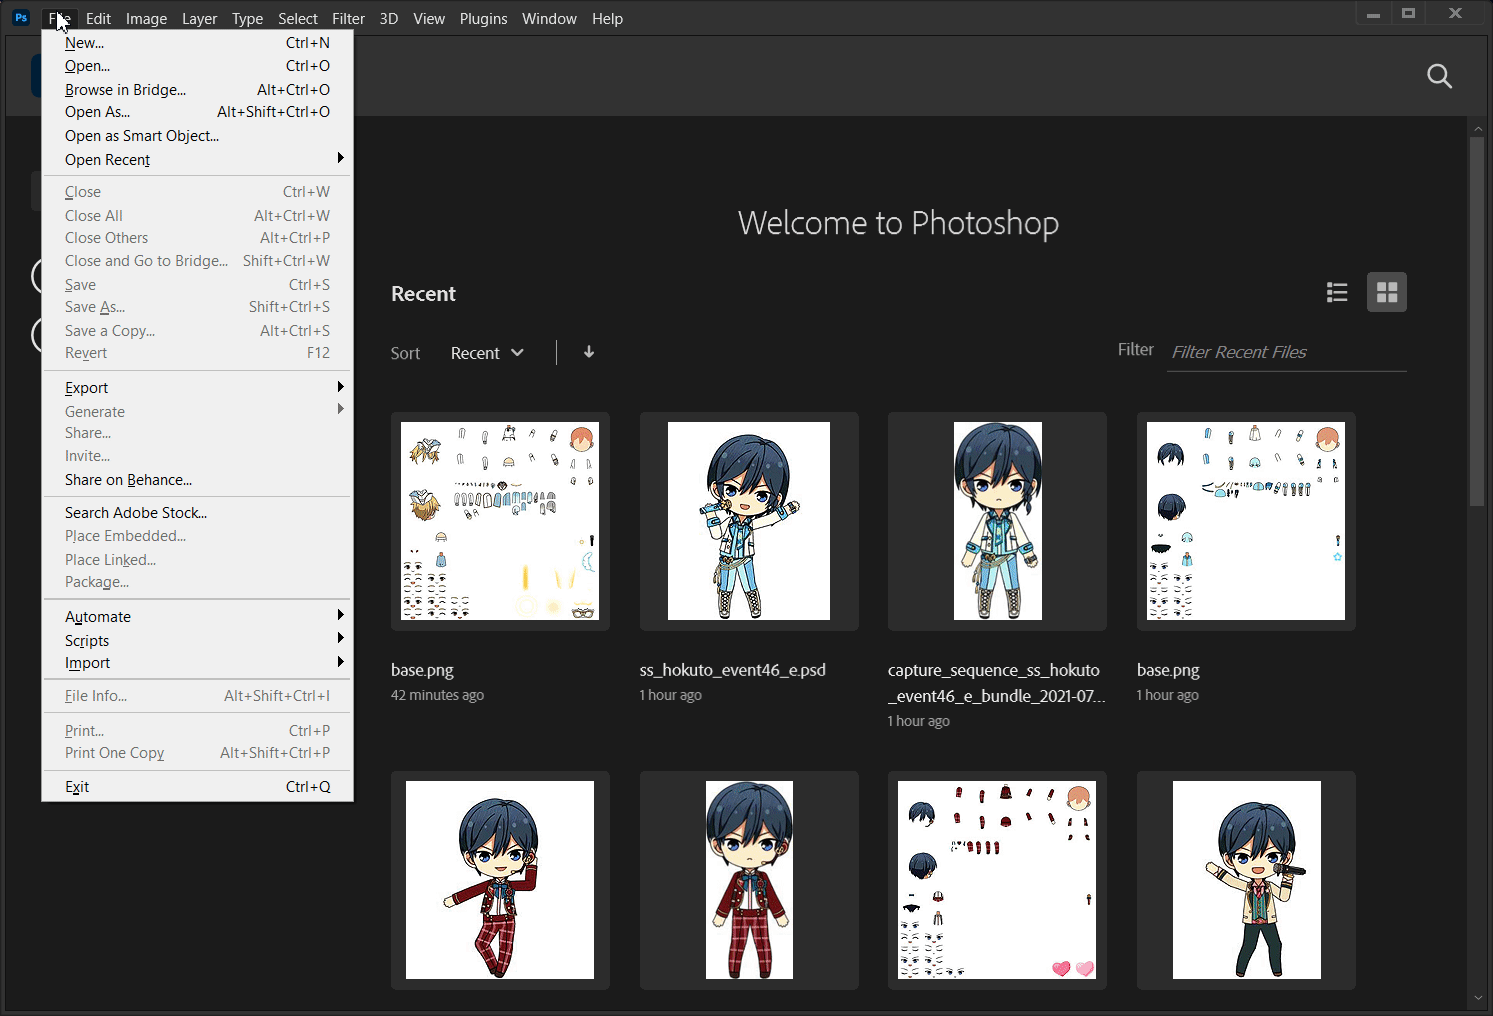 Ps File Edit Image Layer Type Select Filter 3D View Plugins Window Help
New... Ctrl+N
Open... Ctrl+O
Browse in Bridge... Alt+Ctrl+O
Open As... Alt+Shift+Ctrl+O
Open as Smart Object...
Open Recent
Close Ctrl+W
Close All Alt+Ctrl+W
Close Others Alt+Ctrl+P
Close and Go to Bridge... Shift+Ctrl+W
Save Ctrl+S
Save As... Shift+Ctrl+S
Save a Copy... Alt+Ctrl+S
Revert F12
Export
Generate
Share...
Invite...
Share on Behance...
Search Adobe Stock...
Place Embedded...
Place Linked...
Package...
Automate
Scripts
Import
File Info... Alt+Shift+Ctrl+I
Print... Ctrl+P
Print One Copy Alt+Shift+Ctrl+P
Exit Ctrl+Q
Welcome to Photoshop
Recent
Sort Recent Filter Filter Recent Files
base.png
42 minutes ago
ss_hokuto_event46_e.psd
1 hour ago
capture_sequence_ss_hokuto
_event46_e_bundle_2021-07...
1 hour ago
base.png
1 hour ago